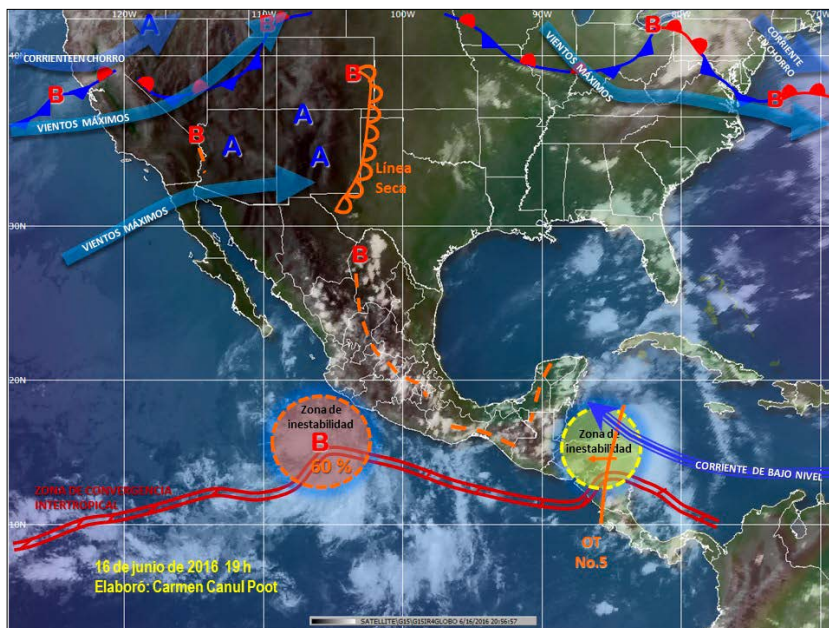 120W
110W
100W
90W
80W
70W
40N
A
B
CORRIENTE EN CHORRO
B
VIENTOS MÁXIMOS
B
A
A
A
B
Línea
Seca
VIENTOS MÁXIMOS
B
VIENTOS MÁXIMOS
CORRIENTE
EN CHORRO
B
30N
B
20N
Zona de
inestabilidad
B
60 %
Zona de
inestabilidad
CORRIENTE DE BAJO NIVEL
ZONA DE CONVERGENCIA
INTERTROPICAL
10N
OT
No.5
16 de junio de 2016 19 h
Elaboró: Carmen Canul Poot
SATELLITE\G15\G15IR4GLOBO 6/16/2016 20:56:57